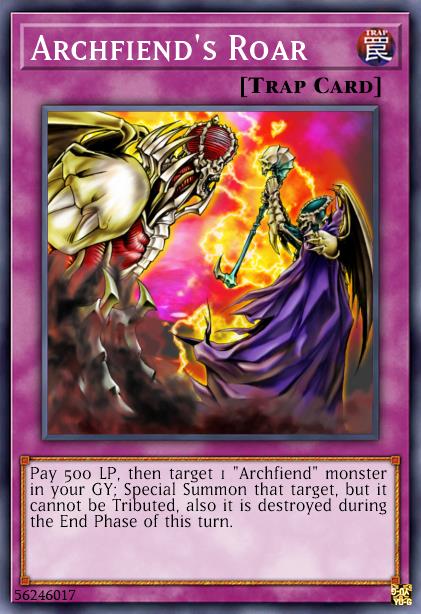 Archfiend's Roar
TRAP
罠
[Trap Card]
Pay 500 LP, then target 1 "Archfiend" monster
in your GY; Special Summon that target, but it
cannot be Tributed, also it is destroyed during
the End Phase of this turn.
56246017